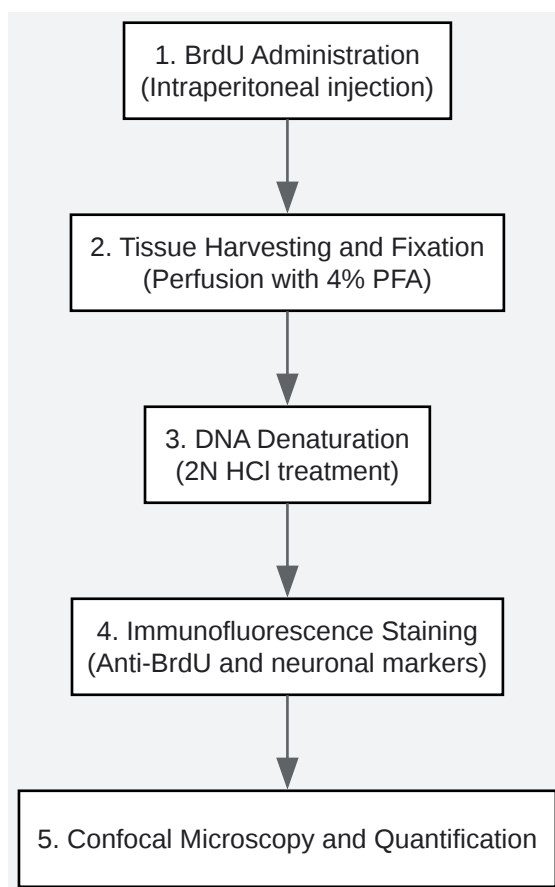 1. BrdU Administration
(Intraperitoneal injection)
2. Tissue Harvesting and Fixation
(Perfusion with 4% PFA)
3. DNA Denaturation
(2N HCl treatment)
4. Immunofluorescence Staining
(Anti-BrdU and neuronal markers)
5. Confocal Microscopy and Quantification